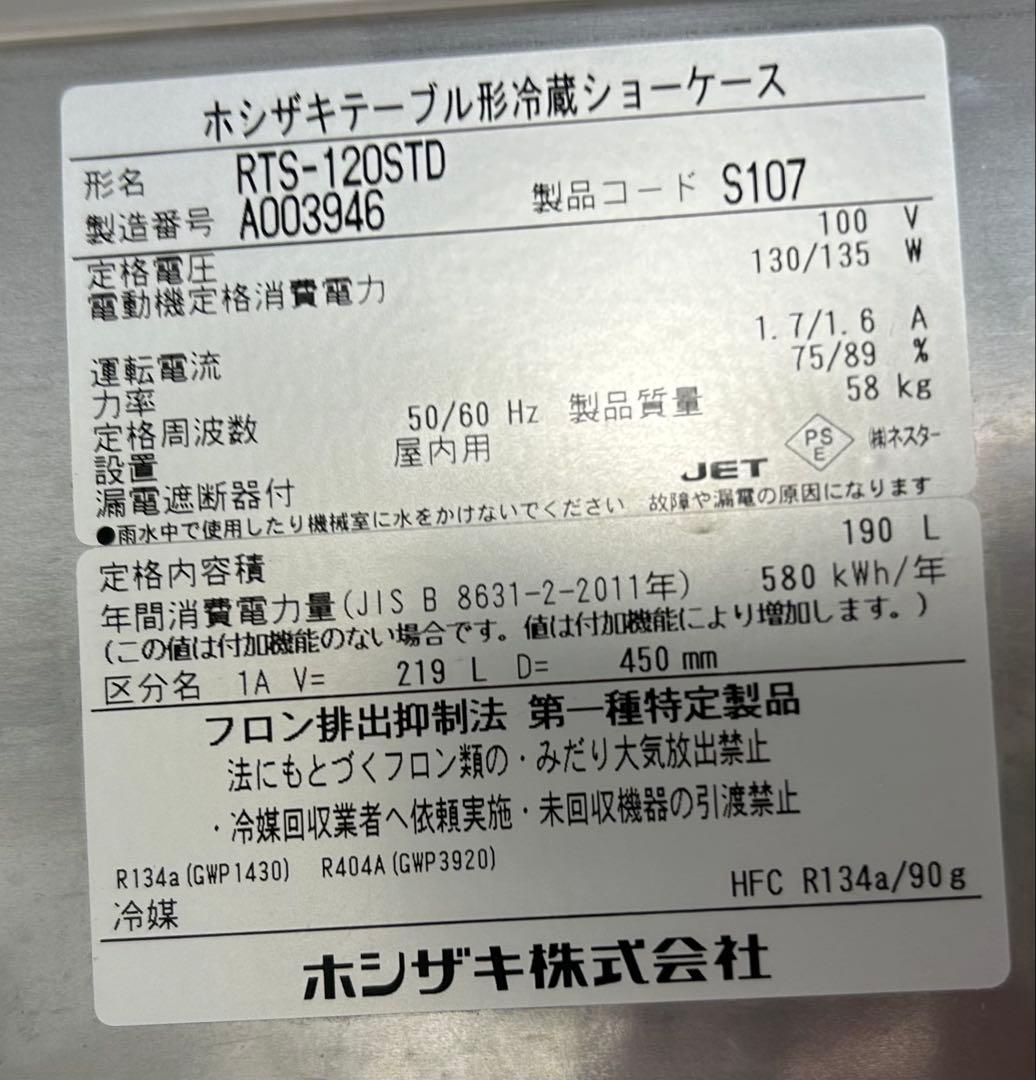 ホシザキテーブル形冷蔵ショーケース
形名 RTS-120STD
製造番号 A003946 製品コード S107
定格電圧 100 V
電動機定格消費電力 130/135 W
運転電流 1.7/1.6 A
力率 75/89 %
定格周波数 50/60 Hz 製品質量 58 kg
設置 屋内用
漏電遮断器付 JET PSE ㈱ネスター
●雨水中で使用したり機械室に水をかけないでください 故障や漏電の原因になります
定格内容積 190 L
年間消費電力量(JIS B 8631-2-2011年) 580 kWh/年
(この値は付加機能のない場合です。値は付加機能により増加します。)
区分名 1A V= 219 L D= 450 mm
フロン排出抑制法 第一種特定製品
法にもとづくフロン類の・みだり大気放出禁止
・冷媒回収業者へ依頼実施・未回収機器の引渡禁止
R134a(GWP1430) R404A(GWP3920)
冷媒 HFC R134a/90g
ホシザキ株式会社